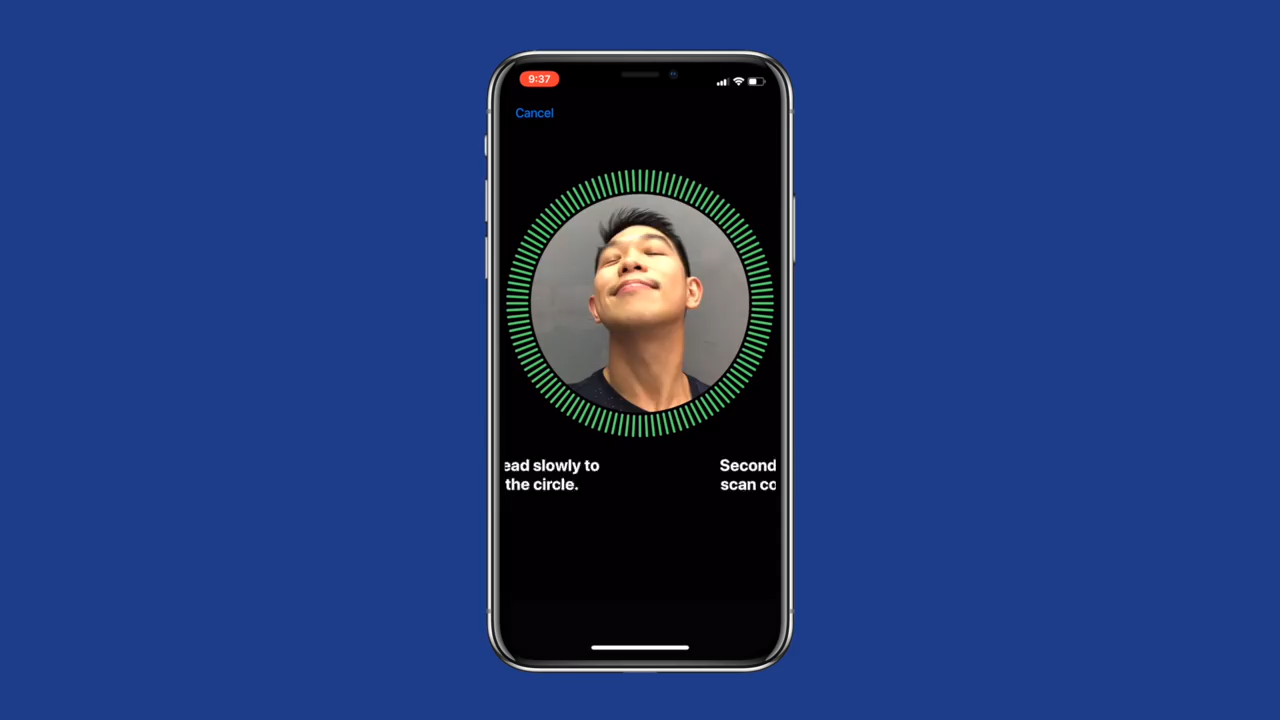 9:37
Cancel
ead slowly to
the circle.
Second
scan co